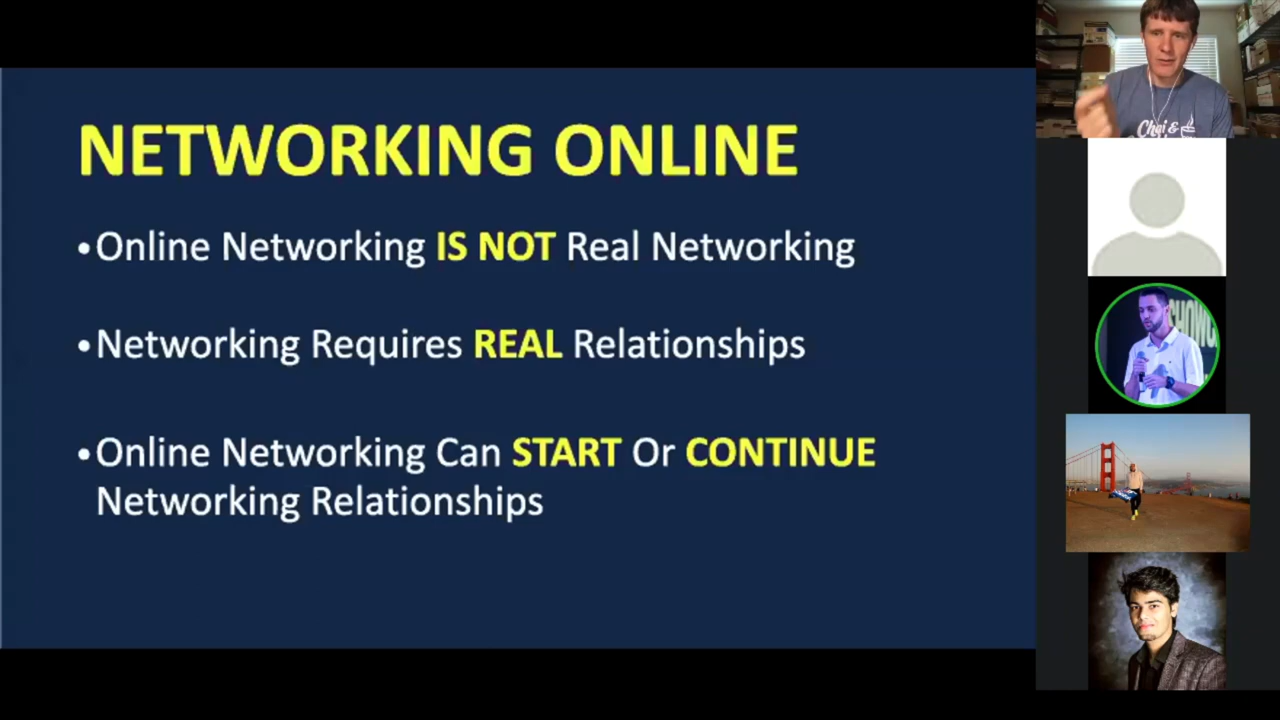 NETWORKING ONLINE
•Online Networking IS NOT Real Networking
•Networking Requires REAL Relationships
•Online Networking Can START Or CONTINUE
Networking Relationships
Chai &